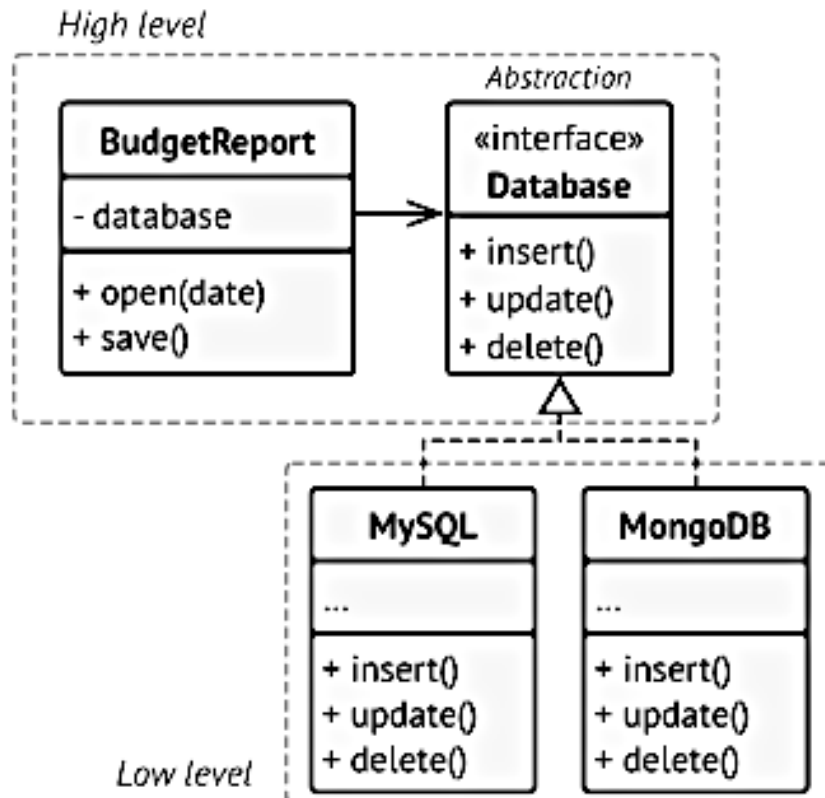 High level
Abstraction
BudgetReport
- database
+ open(date)
+ save()
«interface»
Database
+ insert()
+ update()
+ delete()
MySQL
...
+ insert()
+ update()
+ delete()
MongoDB
...
+ insert()
+ update()
+ delete()
Low level